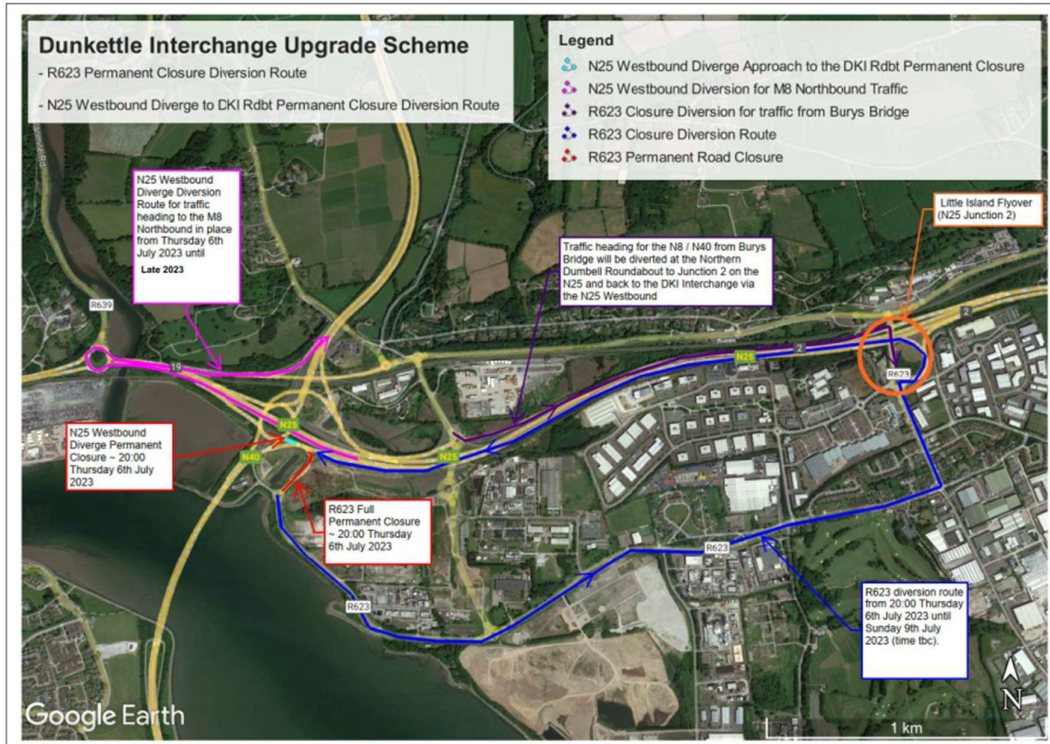 Dunkettle Interchange Upgrade Scheme
- R623 Permanent Closure Diversion Route
- N25 Westbound Diverge to DKI Rdbt Permanent Closure Diversion Route
Legend
N25 Westbound Diverge Approach to the DKI Rdbt Permanent Closure
N25 Westbound Diversion for M8 Northbound Traffic
R623 Closure Diversion for traffic from Burys Bridge
R623 Closure Diversion Route
R623 Permanent Road Closure
N25 Westbound
Diverge Diversion
Route for traffic
heading to the M8
Northbound in place
from Thursday 6th
July 2023 until
Late 2023
Little Island Flyover
(N25 Junction 2)
Traffic heading for the N8 / N40 from Burys
Bridge will be diverted at the Northern
Dumbell Roundabout to Junction 2 on the
N25 and back to the DKI Interchange via
the N25 Westbound
R639
19
2
2
N25
R623
N25
N40
N25
N25 Westbound
Diverge Permanent
Closure ~ 20:00
Thursday 6th July
2023
R623 Full
Permanent Closure
~ 20:00 Thursday
6th July 2023
R623
R623
R623 diversion route
from 20:00 Thursday
6th July 2023 until
Sunday 9th July
2023 (time tbc).
N
Google Earth
1 km